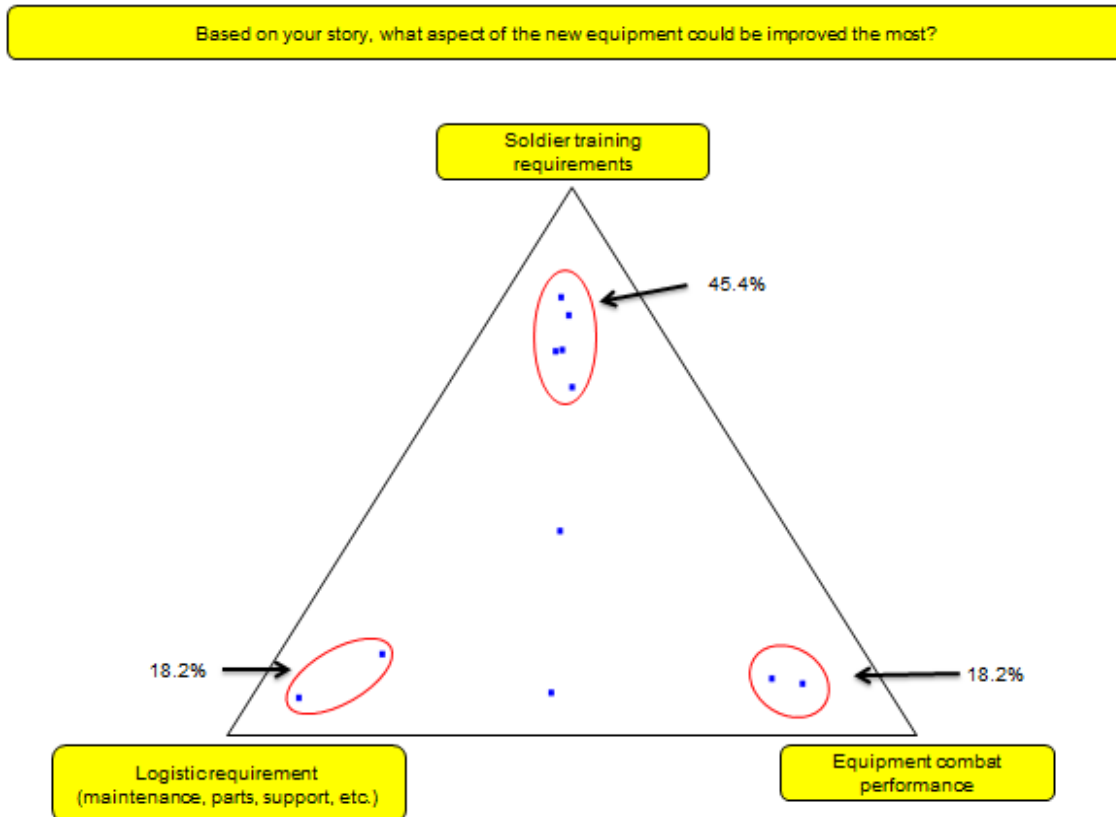 Based on your story, what aspect of the new equipment could be improved the most?
Soldier training
requirements
45.4%
18.2%
18.2%
Logistic requirement
(maintenance, parts, support, etc.)
Equipment combat
performance